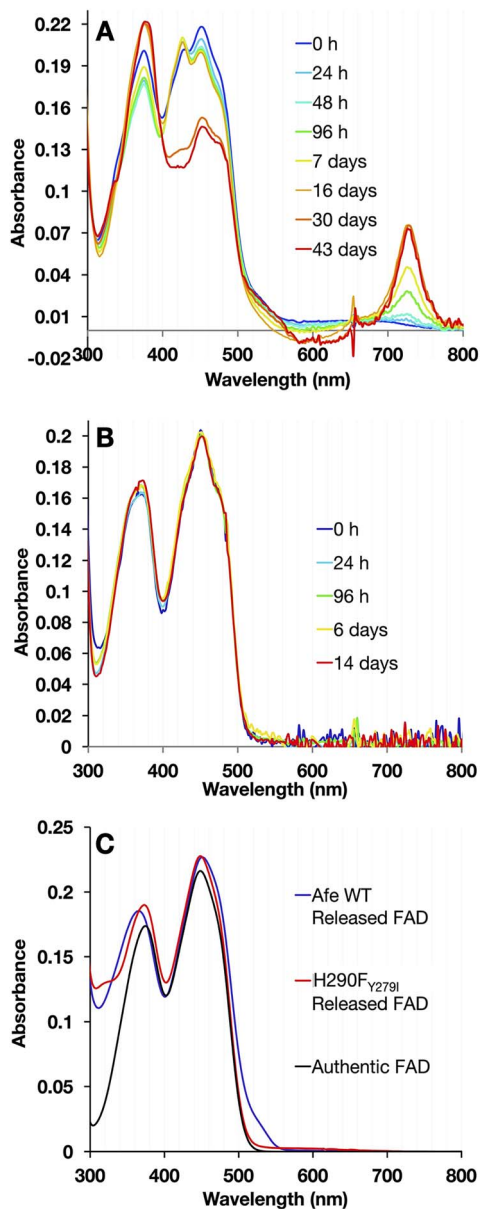 A
0.22
0.19
0.16
0.13
0.1
0.07
0.04
0.01
-0.02
Absorbance
0 h
24 h
48 h
96 h
7 days
16 days
30 days
43 days
300 400 500 600 700 800
Wavelength (nm)
B
0.2
0.18
0.16
0.14
0.12
0.1
0.08
0.06
0.04
0.02
0
Absorbance
0 h
24 h
96 h
6 days
14 days
300 400 500 600 700 800
Wavelength (nm)
C
0.25
0.2
0.15
0.1
0.05
0
Absorbance
Afe WT
Released FAD
H290FY279I
Released FAD
Authentic FAD
300 400 500 600 700 800
Wavelength (nm)